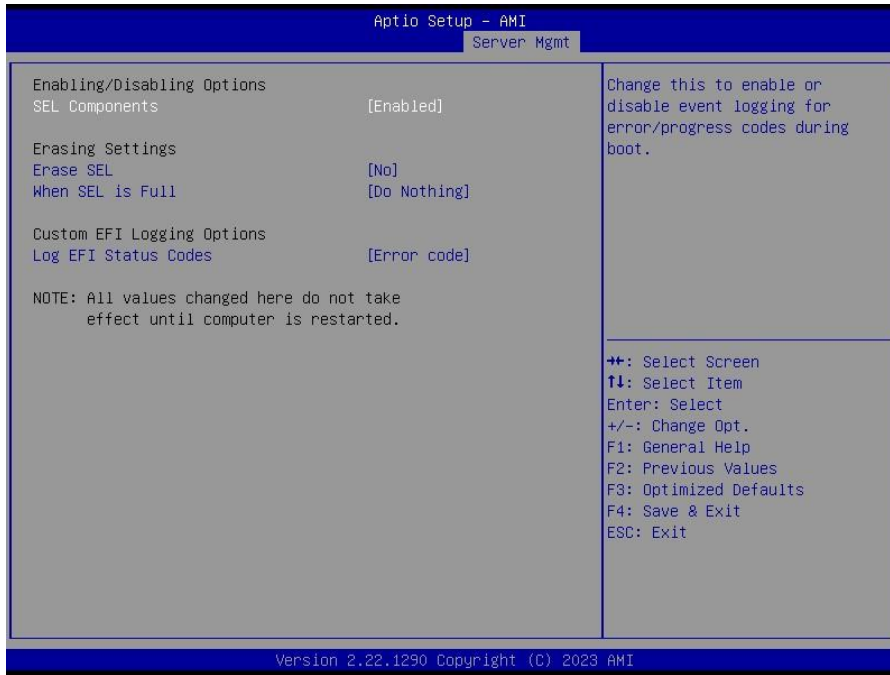 Aptio Setup - AMI
Server Mgmt
Enabling/Disabling Options
SEL Components [Enabled]
Erasing Settings
Erase SEL [No]
When SEL is Full [Do Nothing]
Custom EFI Logging Options
Log EFI Status Codes [Error code]
NOTE: All values changed here do not take
effect until computer is restarted.
Change this to enable or
disable event logging for
error/progress codes during
boot.
→←: Select Screen
↑↓: Select Item
Enter: Select
+/-: Change Opt.
F1: General Help
F2: Previous Values
F3: Optimized Defaults
F4: Save & Exit
ESC: Exit
Version 2.22.1290 Copyright (C) 2023 AMI